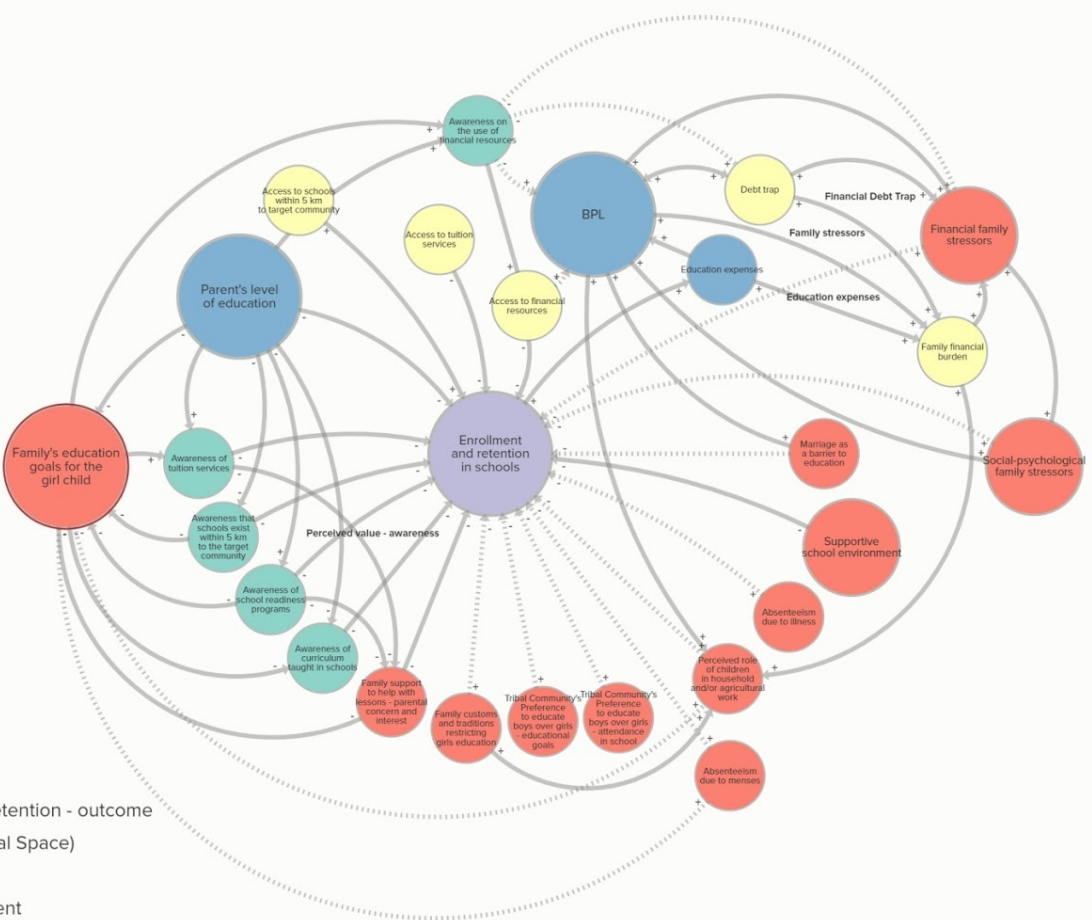 Awareness on
the use of
financial resources
Access to schools
within 5 km
to target community
Access to tuition
services
BPL
Debt trap
Financial Debt Trap
Financial family
stressors
Family stressors
Parent's level
of education
Access to financial
resources
Education expenses
Education expenses
Family financial
burden
Family's education
goals for the
girl child
Awareness of
tuition services
Enrollment
and retention
in schools
Marriage as
a barrier to
education
Social-psychological
family stressors
Awareness that
schools exist
within 5 km
to the target
community
Perceived value - awareness
Supportive
school environment
Awareness of
school readiness
programs
Absenteeism
due to illness
Awareness of
curriculum
taught in schools
Family support
to help with
lessons - parental
concern and
interest
Family customs
and traditions
restricting
girls education
Tribal Community's
Preference
to educate
boys over girls
- educational
goals
Tribal Community's
Preference
to educate
boys over girls
- attendance
in school
Perceived role
of children
in household
and/or agricultural
work
Absenteeism
due to menses
etention - outcome
al Space)
ent